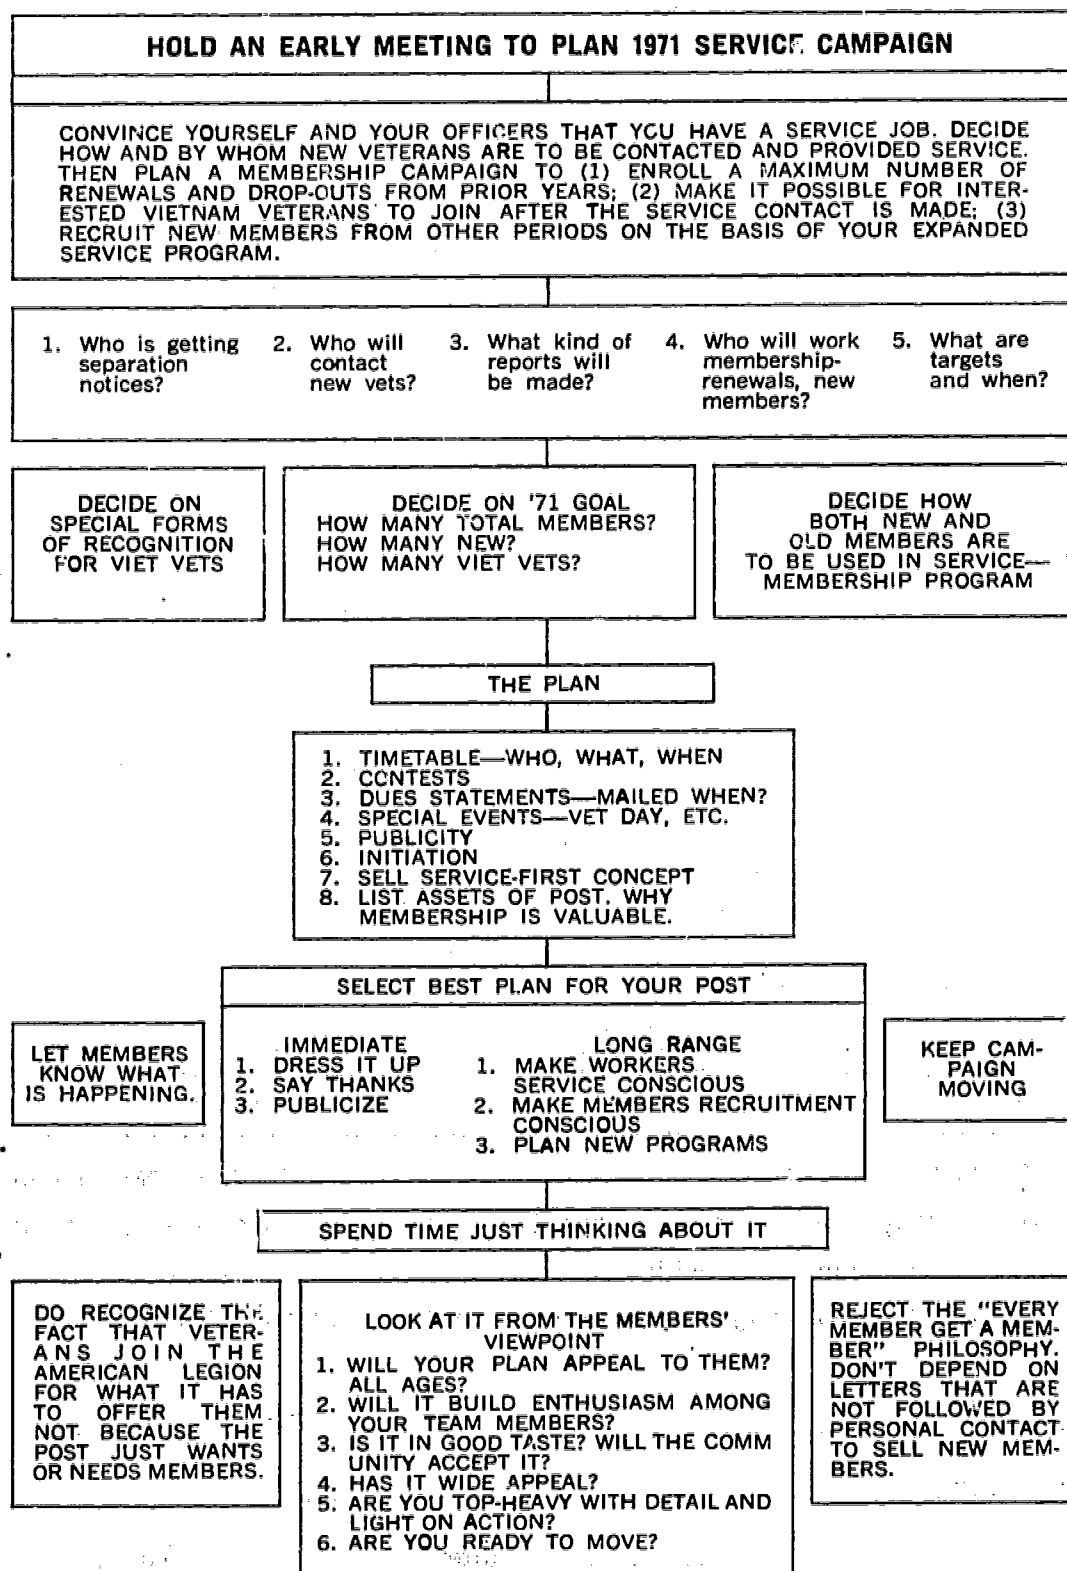 HOLD AN EARLY MEETING TO PLAN 1971 SERVICE CAMPAIGN
CONVINCE YOURSELF AND YOUR OFFICERS THAT YOU HAVE A SERVICE JOB. DECIDE
HOW AND BY WHOM NEW VETERANS ARE TO BE CONTACTED AND PROVIDED SERVICE.
THEN PLAN A MEMBERSHIP CAMPAIGN TO (1) ENROLL A MAXIMUM NUMBER OF
RENEWALS AND DROP-OUTS FROM PRIOR YEARS; (2) MAKE IT POSSIBLE FOR INTER-
ESTED VIETNAM VETERANS TO JOIN AFTER THE SERVICE CONTACT IS MADE; (3)
RECRUIT NEW MEMBERS FROM OTHER PERIODS ON THE BASIS OF YOUR EXPANDED
SERVICE PROGRAM.
1. Who is getting
separation
notices?
2. Who will
contact
new vets?
3. What kind of
reports will
be made?
4. Who will work
membership-
renewals, new
members?
5. What are
targets
and when?
DECIDE ON
SPECIAL FORMS
OF RECOGNITION
FOR VIET VETS
DECIDE ON '71 GOAL
HOW MANY TOTAL MEMBERS?
HOW MANY NEW?
HOW MANY VIET VETS?
DECIDE HOW
BOTH NEW AND
OLD MEMBERS ARE
TO BE USED IN SERVICE—
MEMBERSHIP PROGRAM
THE PLAN
1. TIMETABLE—WHO, WHAT, WHEN
2. CONTESTS
3. DUES STATEMENTS—MAILED WHEN?
4. SPECIAL EVENTS—VET DAY, ETC.
5. PUBLICITY
6. INITIATION
7. SELL SERVICE-FIRST CONCEPT
8. LIST ASSETS OF POST. WHY
MEMBERSHIP IS VALUABLE.
SELECT BEST PLAN FOR YOUR POST
LET MEMBERS
KNOW WHAT
IS HAPPENING.
IMMEDIATE
1. DRESS IT UP
2. SAY THANKS
3. PUBLICIZE
LONG RANGE
1. MAKE WORKERS
SERVICE CONSCIOUS
2. MAKE MEMBERS RECRUITMENT
CONSCIOUS
3. PLAN NEW PROGRAMS
KEEP CAM-
PAIGN
MOVING
SPEND TIME JUST THINKING ABOUT IT
DO RECOGNIZE THE
FACT THAT VETER-
ANS JOIN THE
AMERICAN LEGION
FOR WHAT IT HAS
TO OFFER THEM
NOT BECAUSE THE
POST JUST WANTS
OR NEEDS MEMBERS.
LOOK AT IT FROM THE MEMBERS'
VIEWPOINT
1. WILL YOUR PLAN APPEAL TO THEM?
ALL AGES?
2. WILL IT BUILD ENTHUSIASM AMONG
YOUR TEAM MEMBERS?
3. IS IT IN GOOD TASTE? WILL THE COMM
UNITY ACCEPT IT?
4. HAS IT WIDE APPEAL?
5. ARE YOU TOP-HEAVY WITH DETAIL AND
LIGHT ON ACTION?
6. ARE YOU READY TO MOVE?
REJECT THE "EVERY
MEMBER GET A MEM-
BER" PHILOSOPHY.
DON'T DEPEND ON
LETTERS THAT ARE
NOT FOLLOWED BY
PERSONAL CONTACT
TO SELL NEW MEM-
BERS.